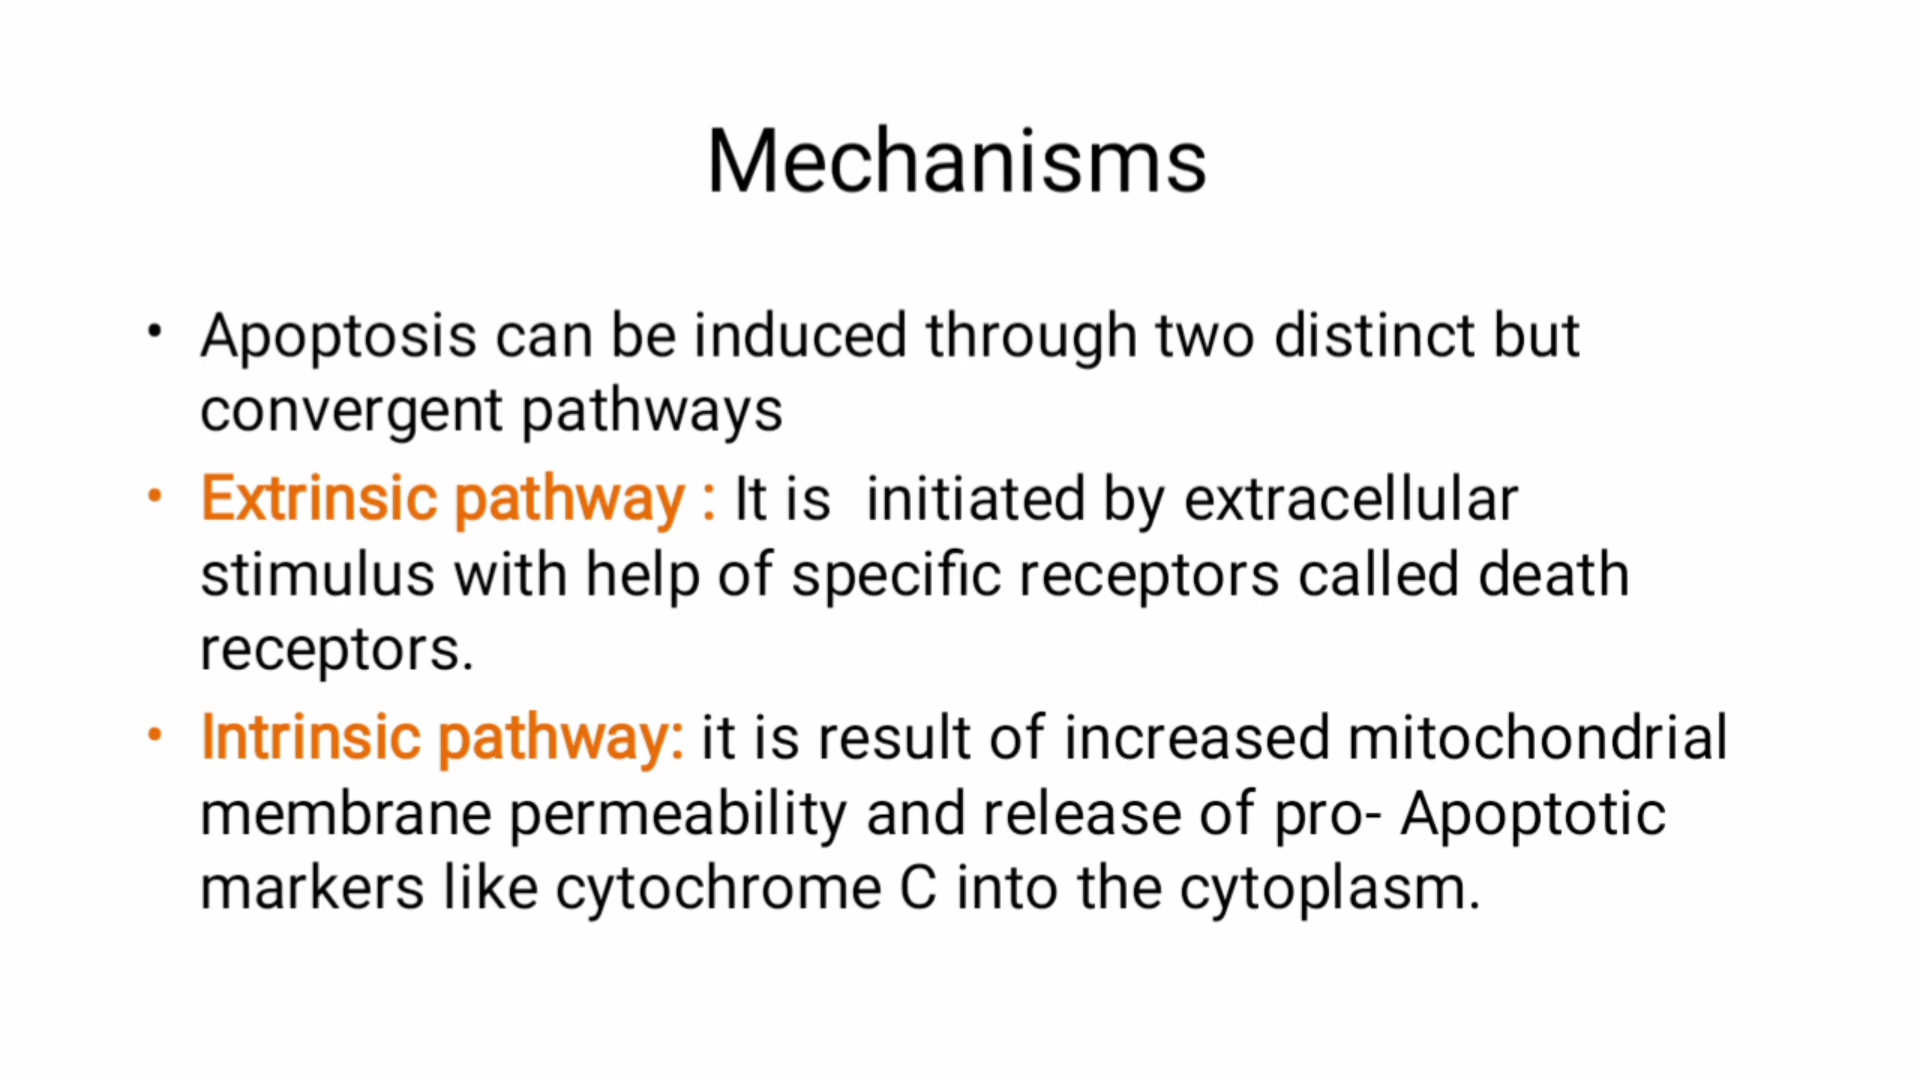 Mechanisms
• Apoptosis can be induced through two distinct but
convergent pathways
• Extrinsic pathway : It is  initiated by extracellular
stimulus with help of specific receptors called death
receptors.
• Intrinsic pathway: it is result of increased mitochondrial
membrane permeability and release of pro- Apoptotic
markers like cytochrome C into the cytoplasm.